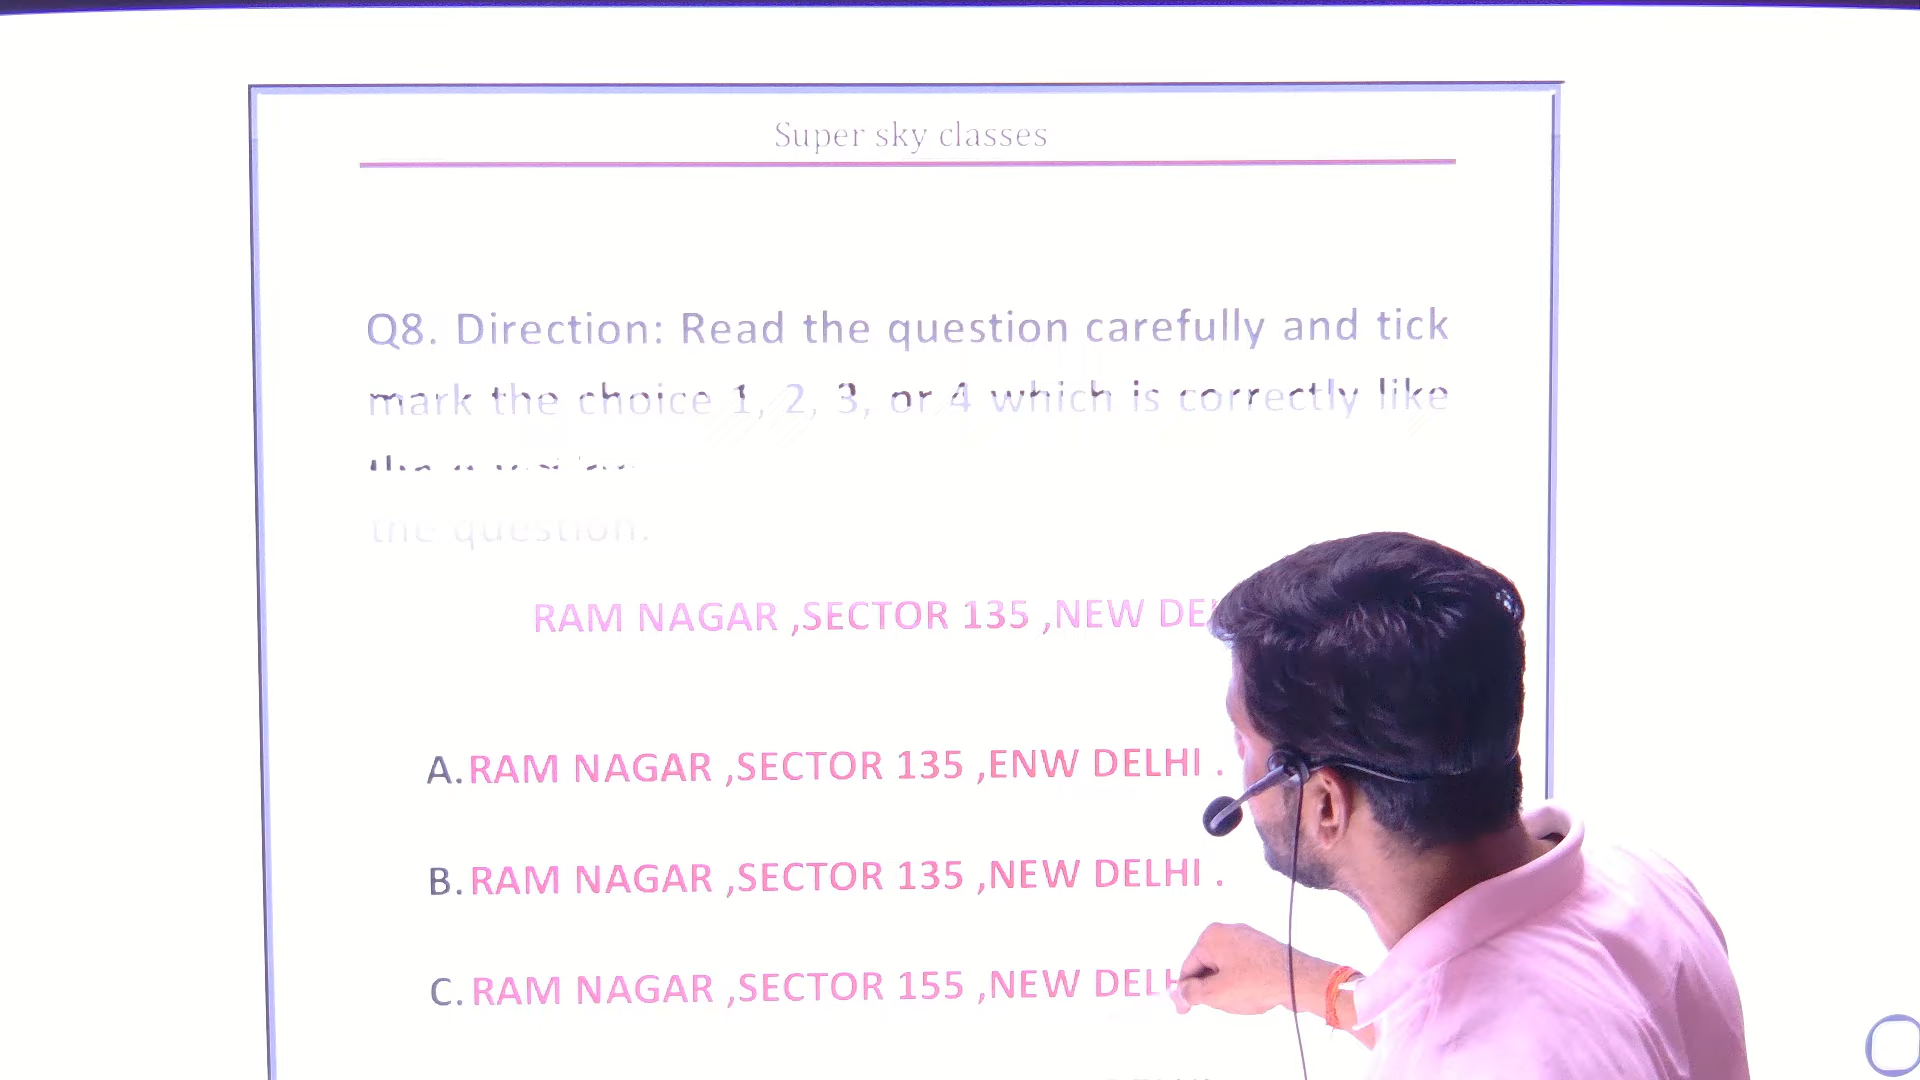 Super sky classes
Q8. Direction: Read the question carefully and tick
mark the choice 1, 2, 3, or 4 which is correctly like
the question.
RAM NAGAR ,SECTOR 135 ,NEW
A. RAM NAGAR ,SECTOR 135 ,ENW DELHI .
B. RAM NAGAR ,SECTOR 135 ,NEW DELHI .
C. RAM NAGAR ,SECTOR 155 ,NEW